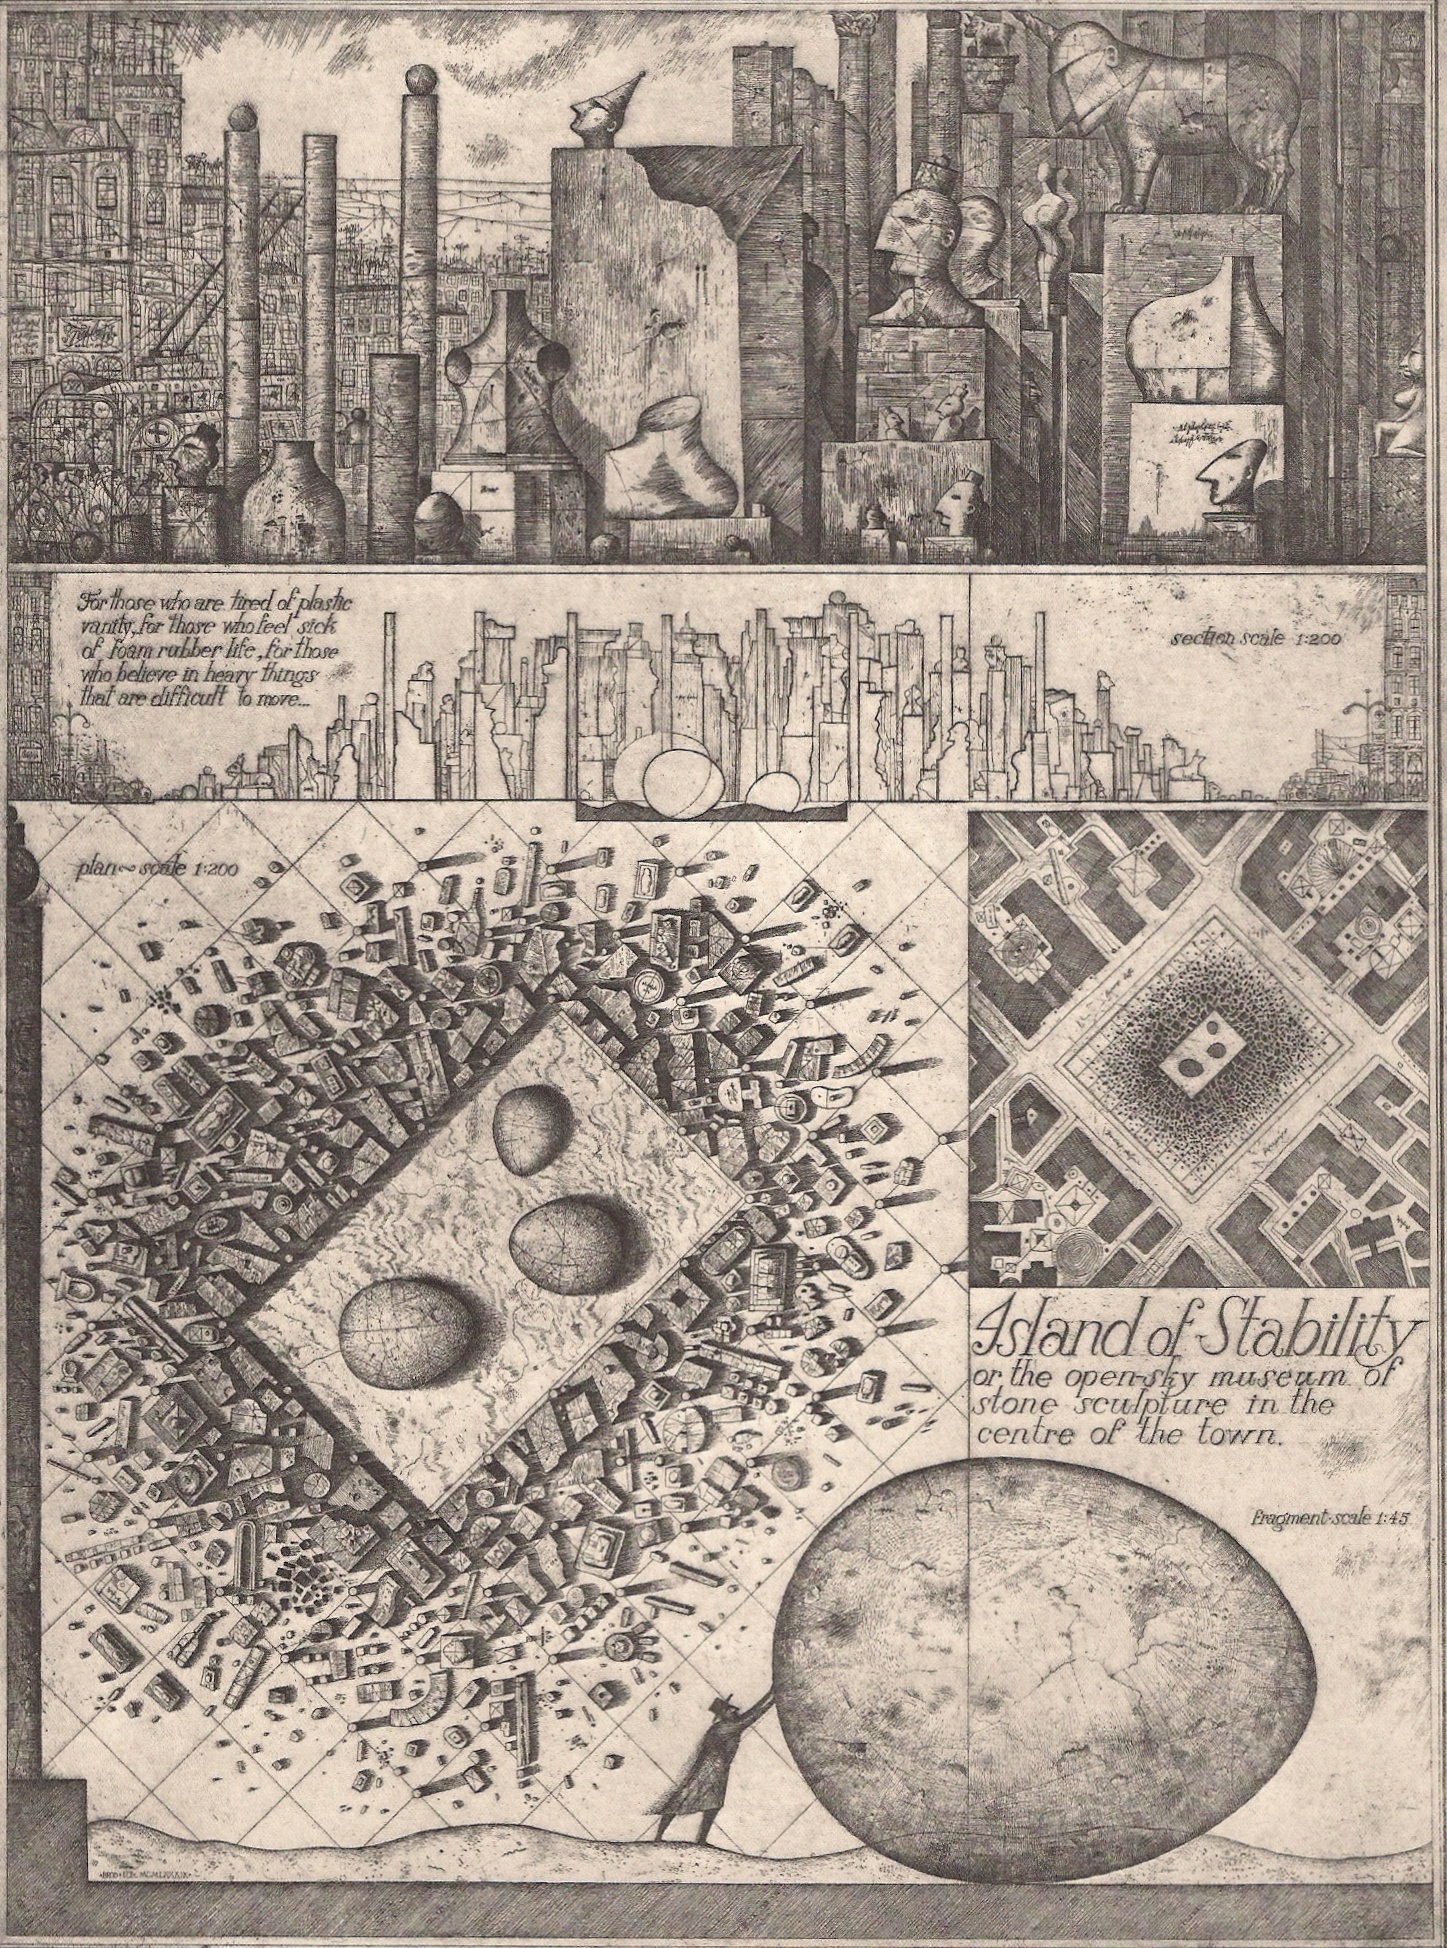 For those who are tired of plastic
vanity, for those who feel sick
of foam rubber life, for those
who believe in heavy things
that are difficult to move...
section scale 1:200
plan~scale 1:200
Island of Stability
or the open-sky museum of
stone sculpture in the
centre of the town.
fragment-scale 1:45